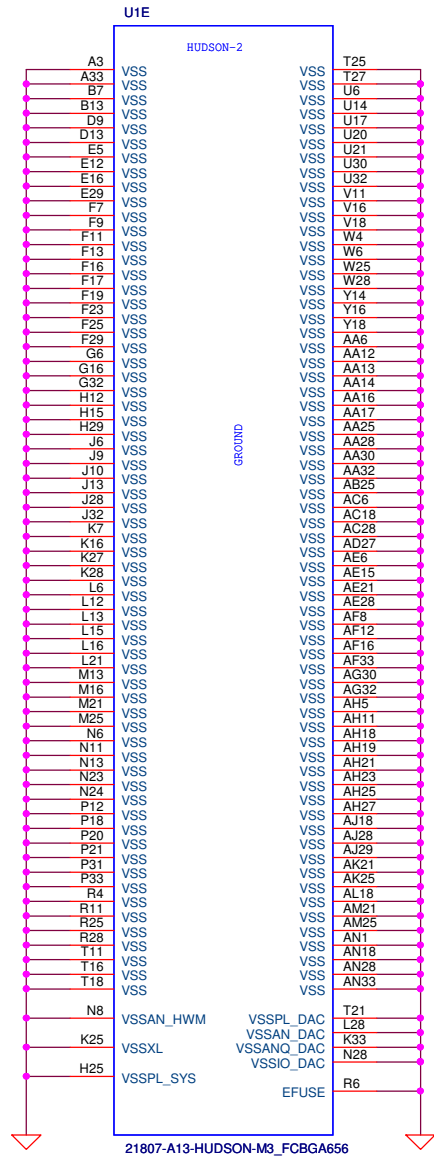 U1E
HUDSON-2
A3 VSS VSS T25
A33 VSS VSS T27
B7 VSS VSS U6
B13 VSS VSS U14
D9 VSS VSS U17
D13 VSS VSS U20
E5 VSS VSS U21
E12 VSS VSS U30
E16 VSS VSS U32
E29 VSS VSS V11
F7 VSS VSS V16
F9 VSS VSS V18
F11 VSS VSS W4
F13 VSS VSS W6
F16 VSS VSS W25
F17 VSS VSS W28
F19 VSS VSS Y14
F23 VSS VSS Y16
F25 VSS VSS Y18
F29 VSS VSS AA6
G6 VSS VSS AA12
G16 VSS VSS AA13
G32 VSS VSS AA14
H12 VSS VSS AA16
H15 VSS VSS AA17
H29 VSS VSS AA25
J6 VSS VSS AA28
J9 VSS VSS AA30
J10 VSS VSS AA32
J13 VSS VSS AB25
J28 VSS VSS AC6
J32 VSS VSS AC18
K7 VSS VSS AC28
K16 VSS VSS AD27
K27 VSS VSS AE6
K28 VSS VSS AE15
L6 VSS VSS AE21
L12 VSS VSS AE28
L13 VSS VSS AF8
L15 VSS VSS AF12
L16 VSS VSS AF16
L21 VSS VSS AF33
M13 VSS VSS AG30
M16 VSS VSS AG32
M21 VSS VSS AH5
M25 VSS VSS AH11
N6 VSS VSS AH18
N11 VSS VSS AH19
N13 VSS VSS AH21
N23 VSS VSS AH23
N24 VSS VSS AH25
P12 VSS VSS AH27
P18 VSS VSS AJ18
P20 VSS VSS AJ28
P21 VSS VSS AJ29
P31 VSS VSS AK21
P33 VSS VSS AK25
R4 VSS VSS AL18
R11 VSS VSS AM21
R25 VSS VSS AM25
R28 VSS VSS AN1
T11 VSS VSS AN18
T16 VSS VSS AN28
T18 VSS VSS AN33
GROUND
N8 VSSAN_HWM VSSPL_DAC T21
VSSAN_DAC L28
K25 VSSXL VSSANQ_DAC K33
VSSIO_DAC N28
H25 VSSPL_SYS
EFUSE R6
21807-A13-HUDSON-M3_FCBGA656